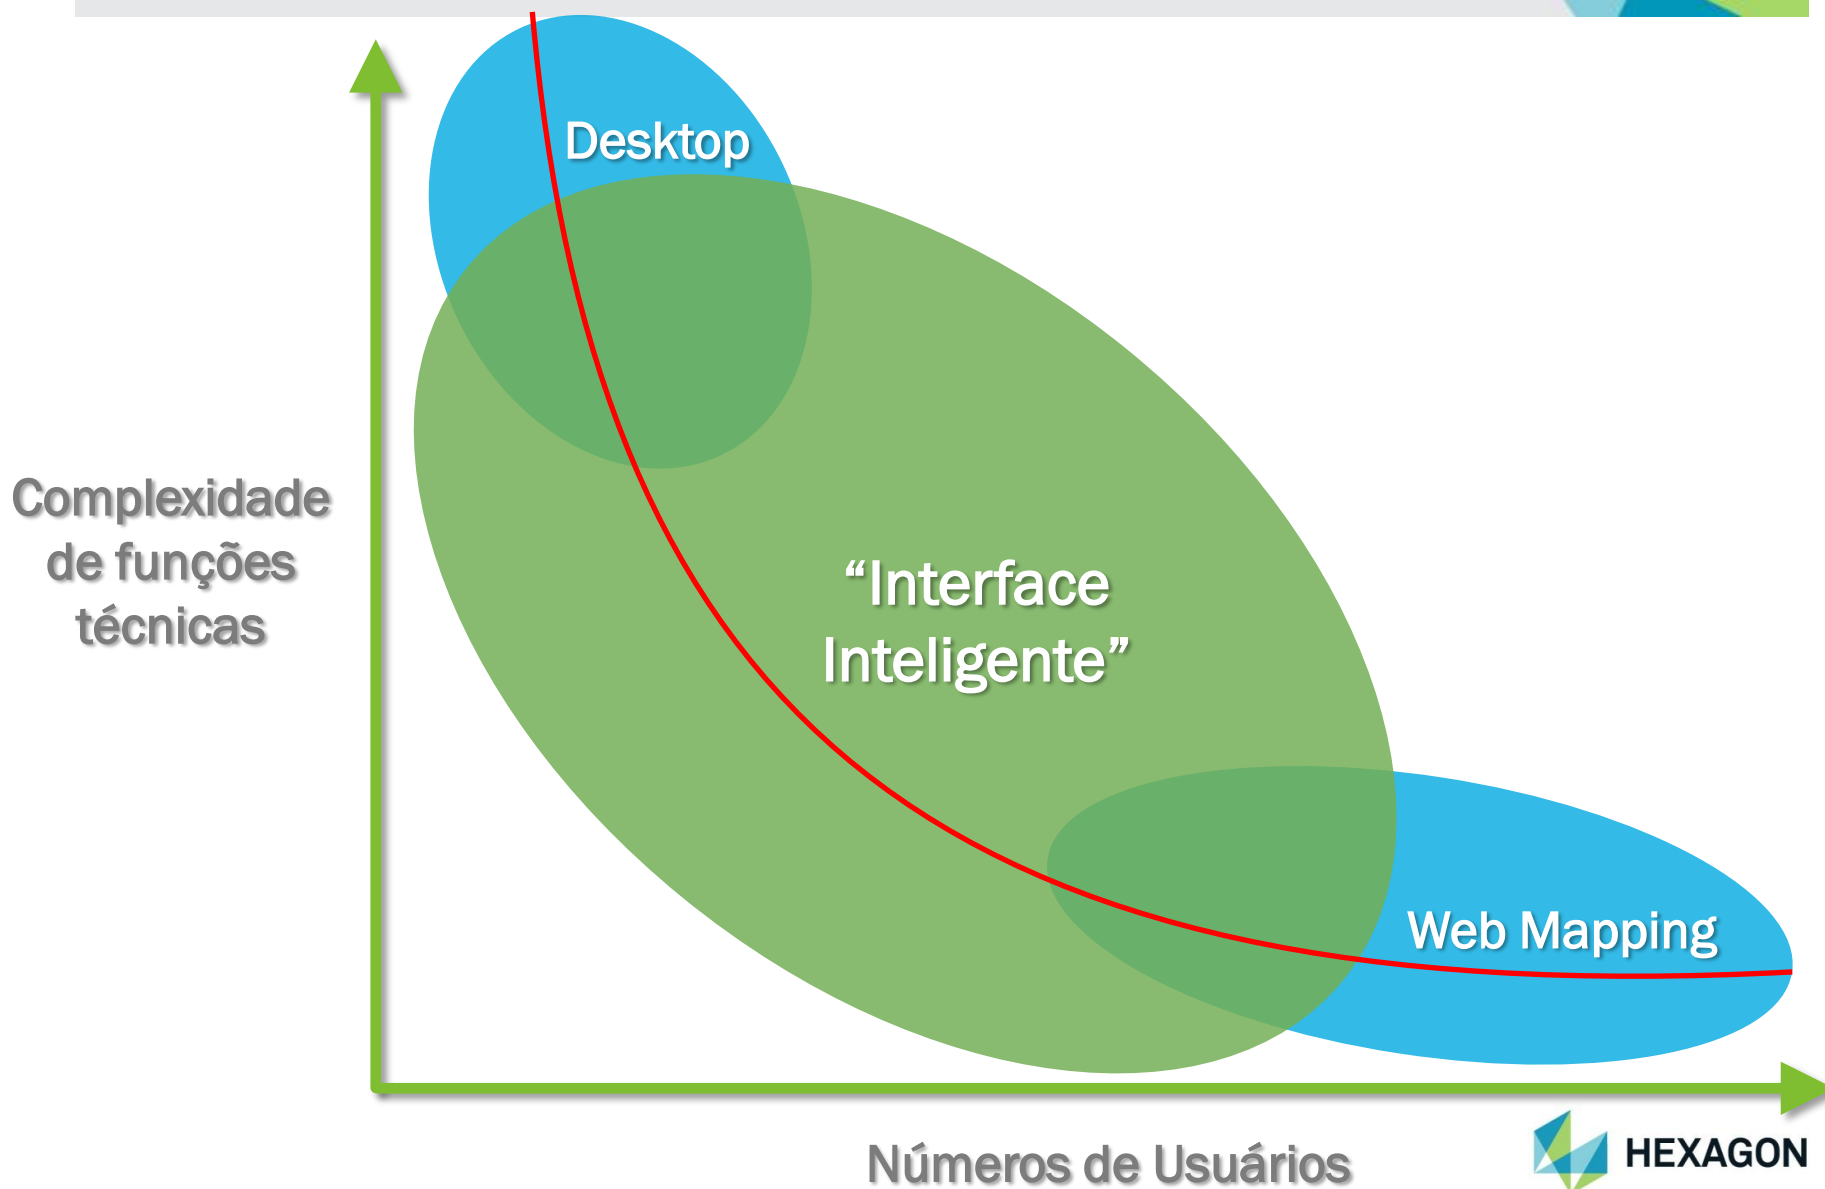 Desktop
Complexidade
de funções
técnicas
“Interface
Inteligente”
Web Mapping
Números de Usuários
HEXAGON